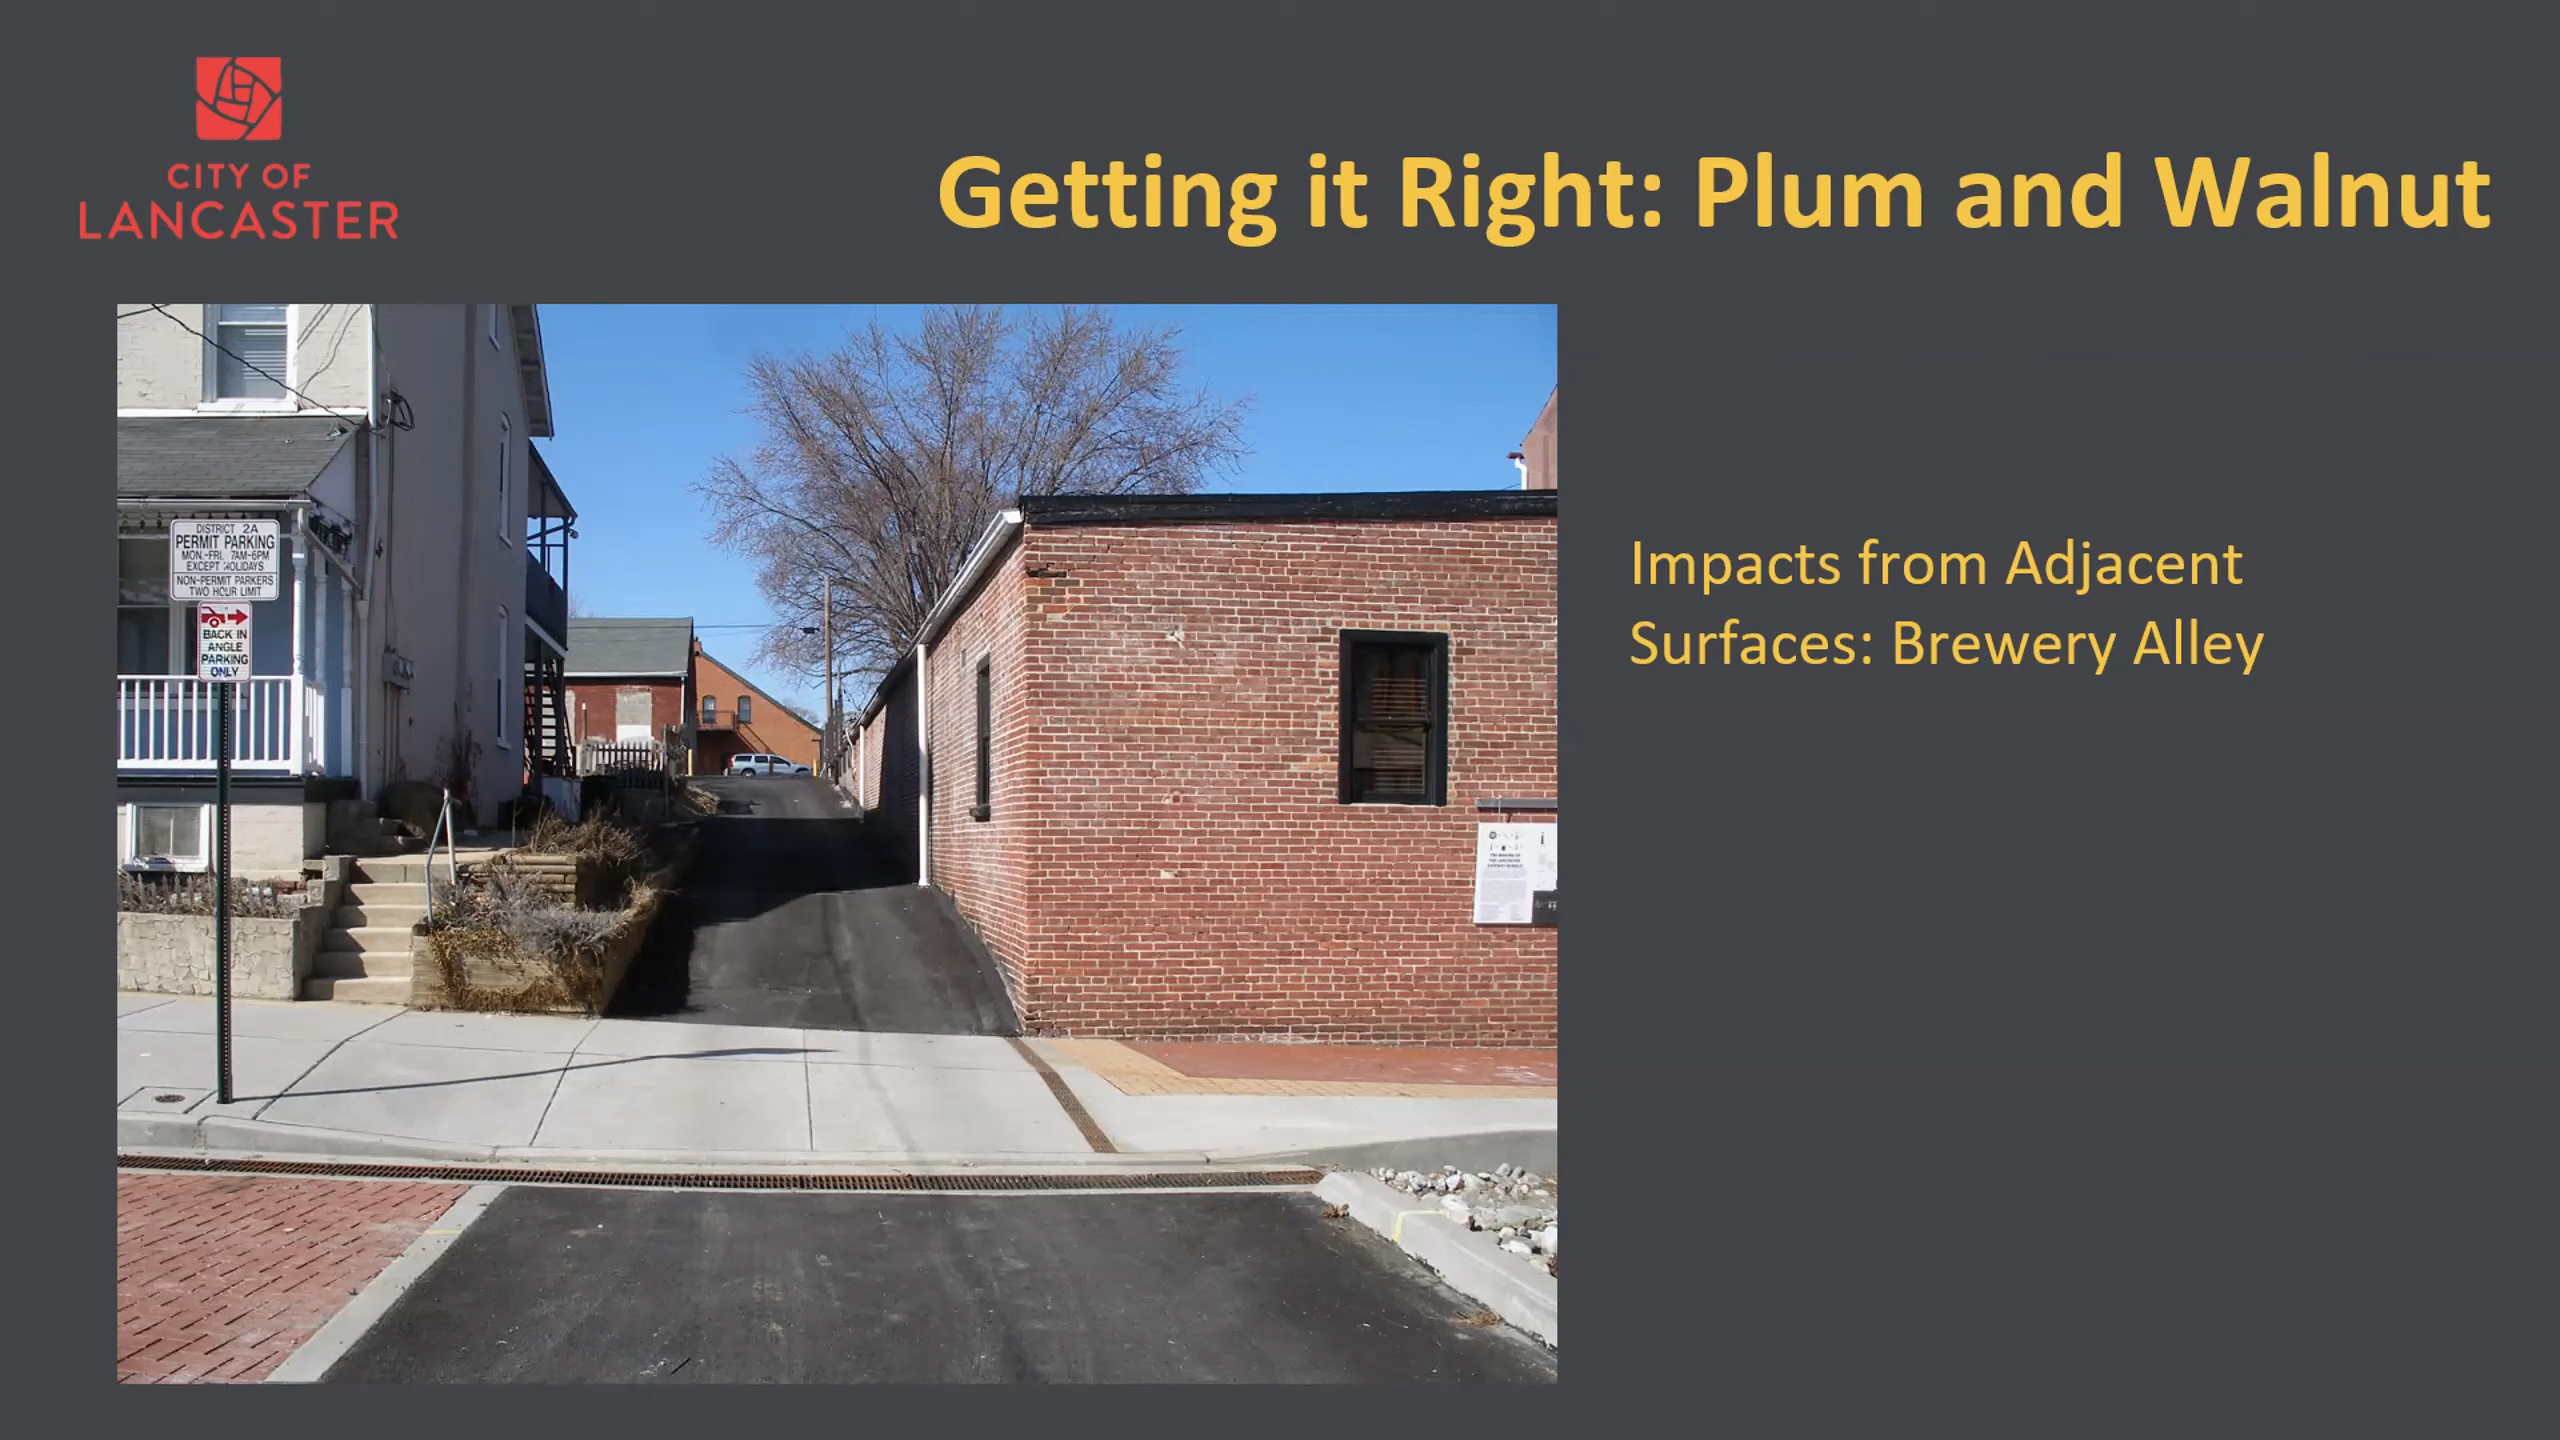 CITY OF
LANCASTER
Getting it Right: Plum and Walnut
DISTRICT 2A
PERMIT PARKING
MON.-FRI. 7AM-6PM
EXCEPT HOLIDAYS
NON-PERMIT PARKERS
TWO HOUR LIMIT
BACK IN
ANGLE
PARKING
ONLY
Impacts from Adjacent
Surfaces: Brewery Alley